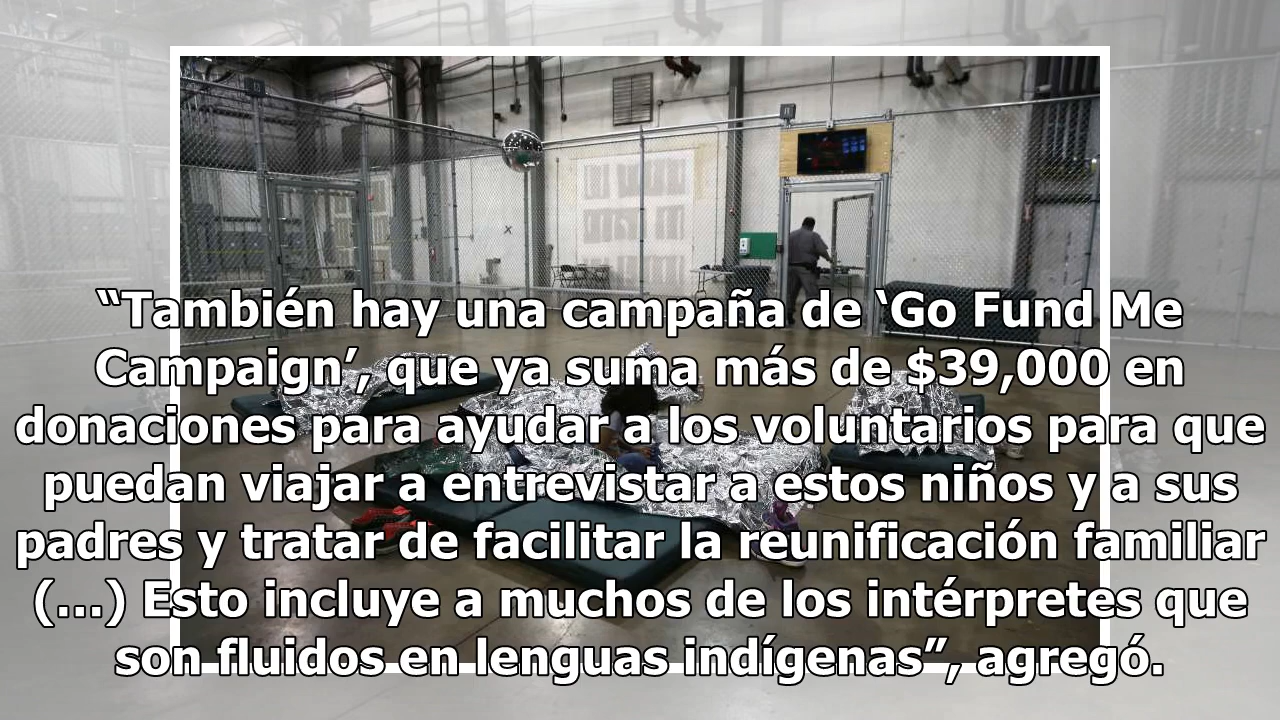 “También hay una campaña de ‘Go Fund Me
Campaign’, que ya suma más de $39,000 en
donaciones para ayudar a los voluntarios para que
puedan viajar a entrevistar a estos niños y a sus
padres y tratar de facilitar la reunificación familiar
(...) Esto incluye a muchos de los intérpretes que
son fluidos en lenguas indígenas”, agregó.